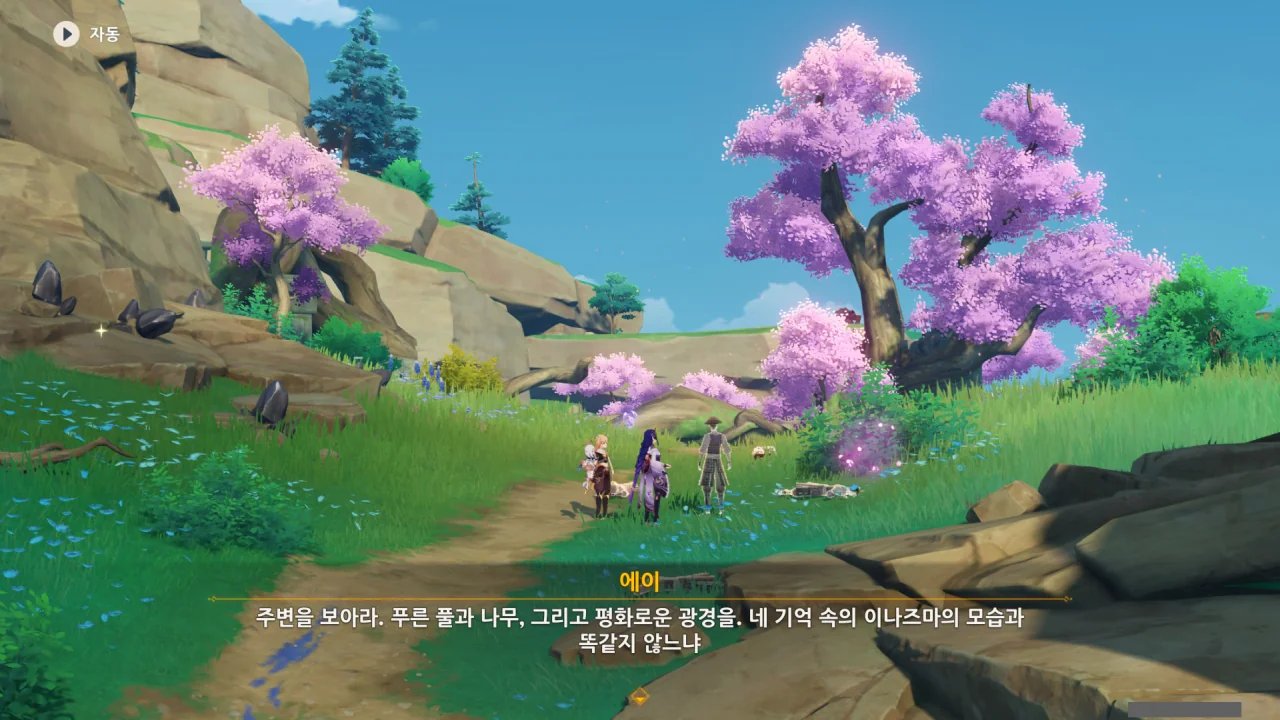 자동
에이
주변을 보아라. 푸른 풀과 나무, 그리고 평화로운 광경을. 네 기억 속의 이나즈마의 모습과
똑같지 않느냐